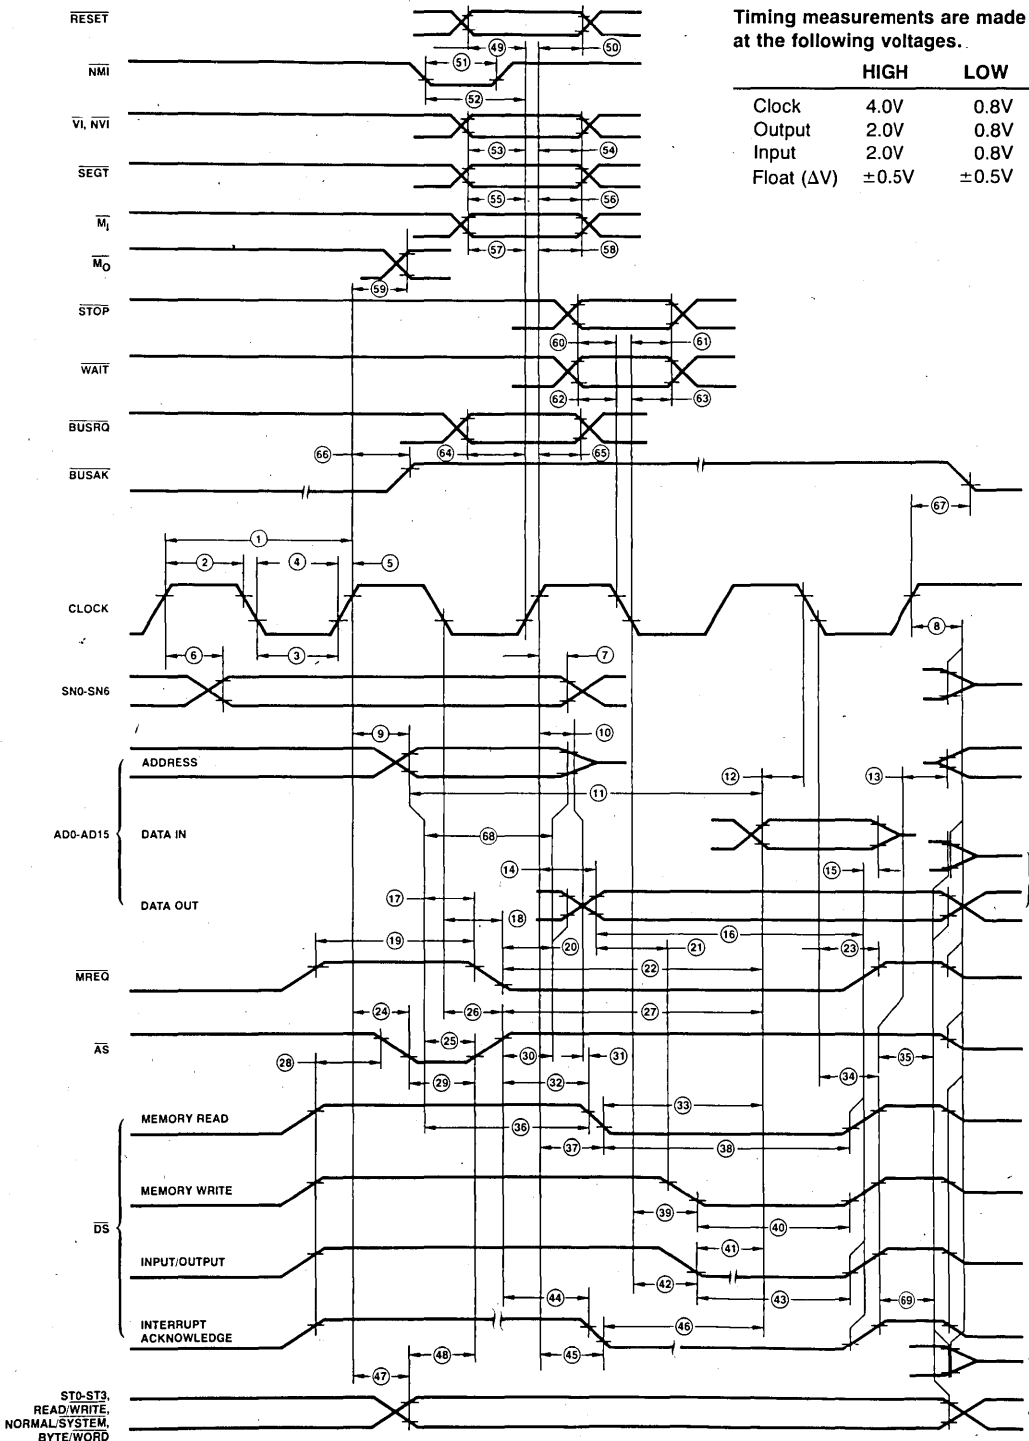 RESET
49
50
Timing measurements are made
at the following voltages.
HIGH LOW
Clock 4.0V 0.8V
Output 2.0V 0.8V
Input 2.0V 0.8V
Float (ΔV) ±0.5V ±0.5V
NMI
51
52
VI, NVI
53
54
SEGT
55
56
MI
57
58
MO
59
STOP
60
61
WAIT
62
63
BUSRQ
66
64
65
BUSAK
67
1
2
4
5
CLOCK
8
6
3
7
SN0-SN6
9
10
ADDRESS
12
13
11
AD0-AD15
DATA IN
68
14
15
17
DATA OUT
18
16
19
20
21
23
22
MREQ
24
26
27
AS
25
28
30
31
35
29
32
34
MEMORY READ
33
36
37
38
MEMORY WRITE
39
40
DS
41
INPUT/OUTPUT
42
43
44
69
INTERRUPT
ACKNOWLEDGE
46
48
45
47
ST0-ST3,
READ/WRITE,
NORMAL/SYSTEM,
BYTE/WORD